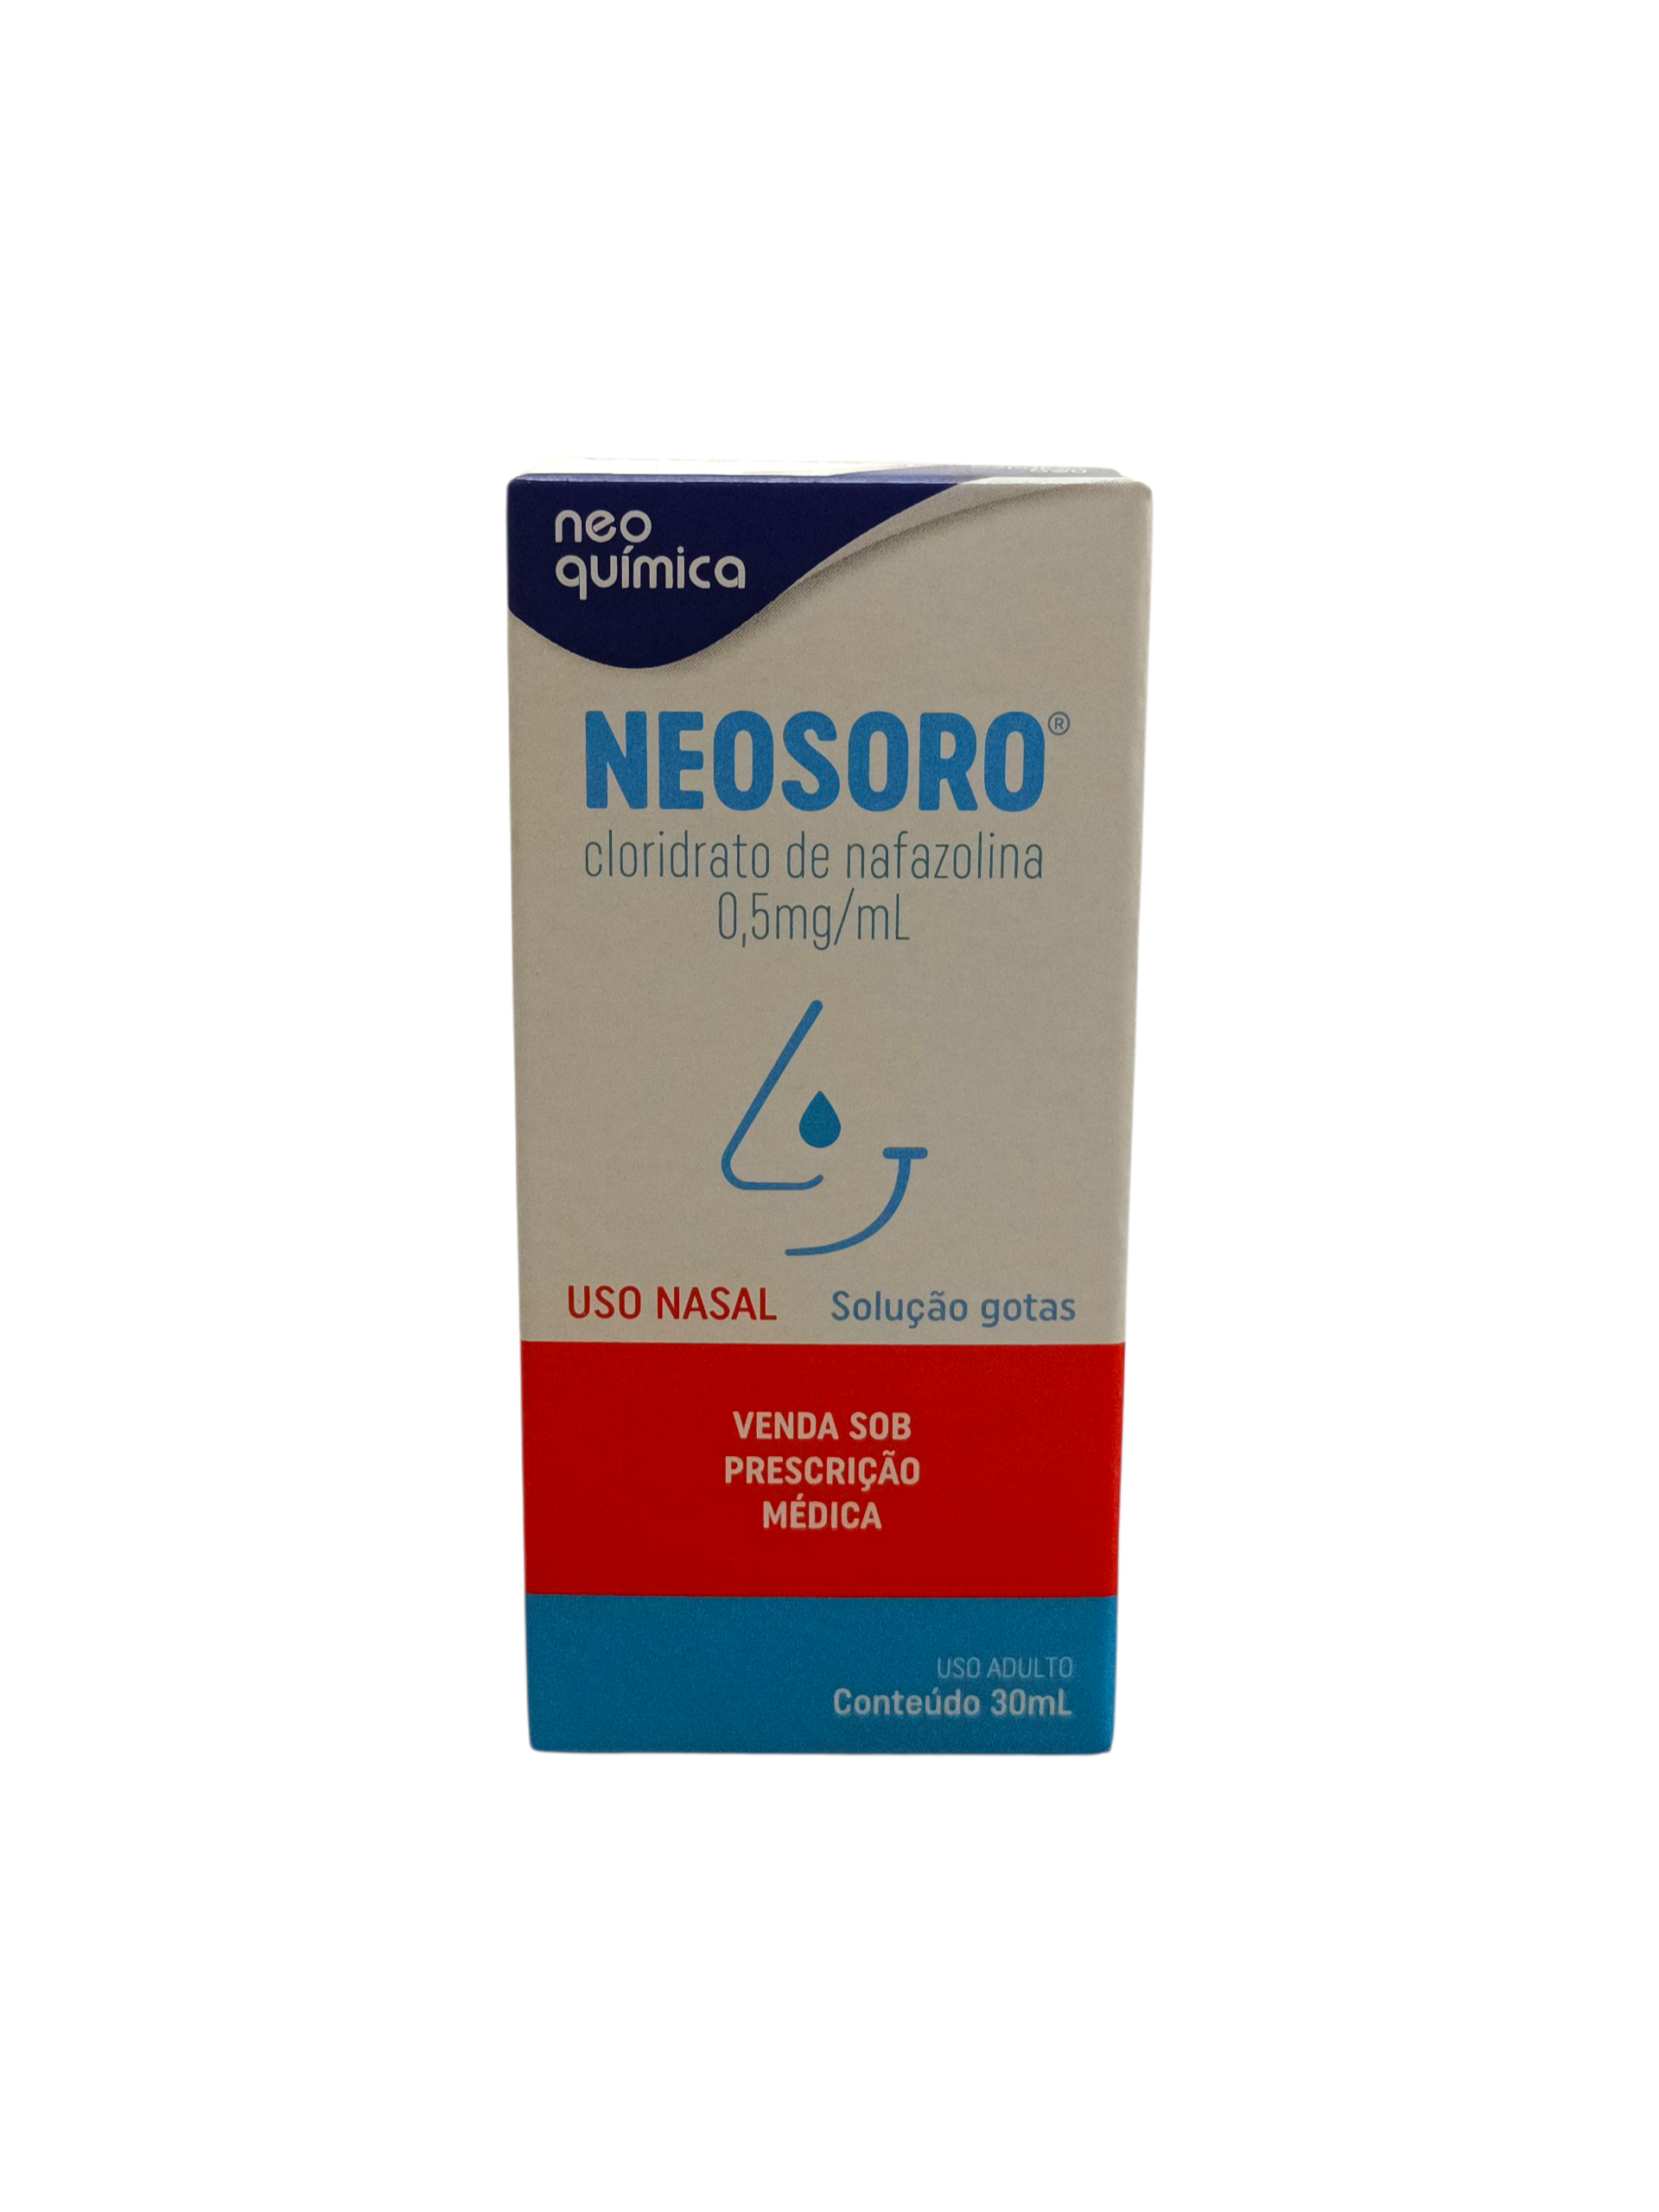 neo
química
NEOSORO®
cloridrato de nafazolina
0,5mg/mL
USO NASAL Solução gotas
VENDA SOB
PRESCRIÇÃO
MÉDICA
USO ADULTO
Conteúdo 30mL